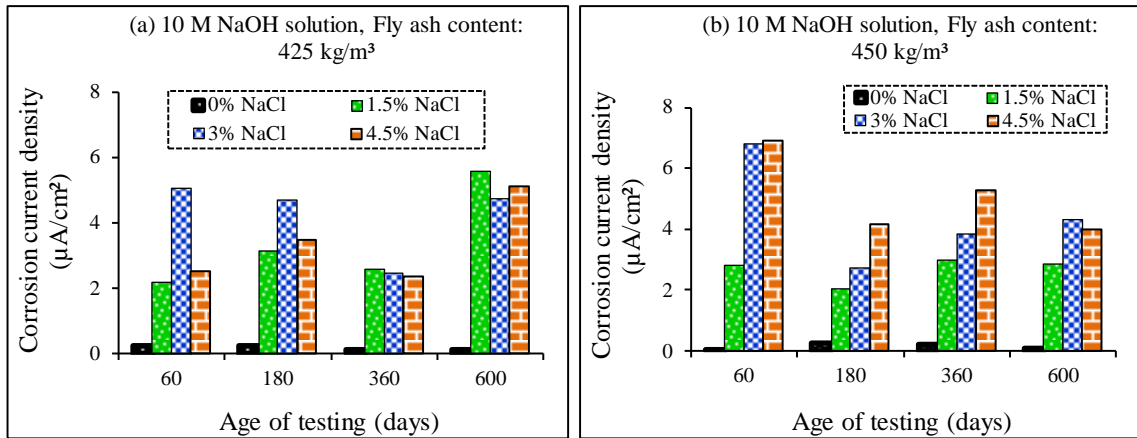 (a) 10 M NaOH solution, Fly ash content:
425 kg/m³
Corrosion current density
(μA/cm²)
8
6
4
2
0
0% NaCl
1.5% NaCl
3% NaCl
4.5% NaCl
60
180
360
600
Age of testing (days)
(b) 10 M NaOH solution, Fly ash content:
450 kg/m³
Corrosion current density
(μA/cm²)
8
6
4
2
0
0% NaCl
1.5% NaCl
3% NaCl
4.5% NaCl
60
180
360
600
Age of testing (days)